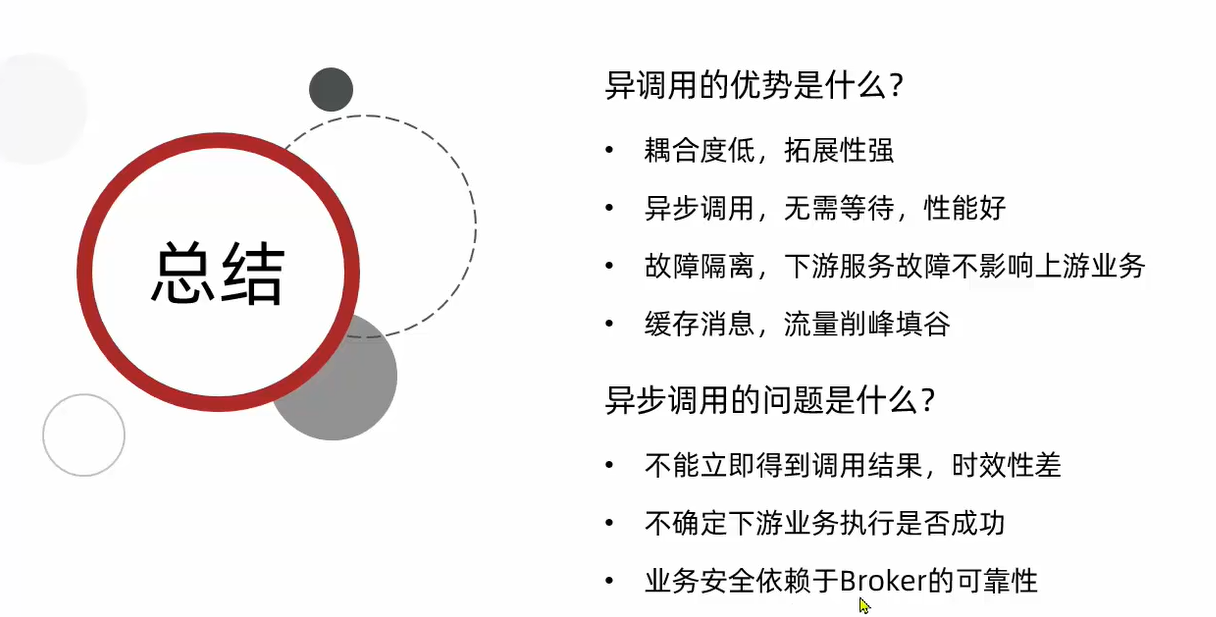 总结
异调用的优势是什么？
• 耦合度低，拓展性强
• 异步调用，无需等待，性能好
• 故障隔离，下游服务故障不影响上游业务
• 缓存消息，流量削峰填谷
异步调用的问题是什么？
• 不能立即得到调用结果，时效性差
• 不确定下游业务执行是否成功
• 业务安全依赖于Broker的可靠性